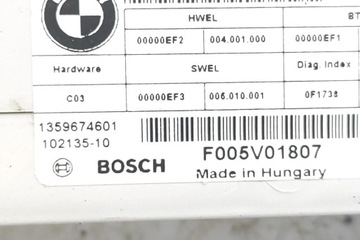 HWEL
00000EF2 004.001.000 00000EF1
Hardware SWEL Diag. Index
C03 00000EF3 006.010.001 0F1738
1359674601
102135-10
F005V01807
BOSCH
Made in Hungary